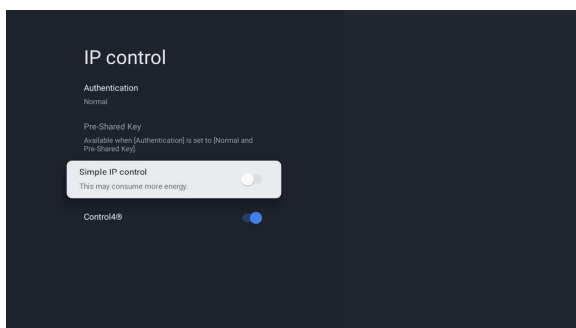 IP control
Authentication
Normal
Pre-Shared Key
Available when [Authentication] is set to [Normal and
Pre-Shared Key].
Simple IP control
This may consume more energy.
Control4®